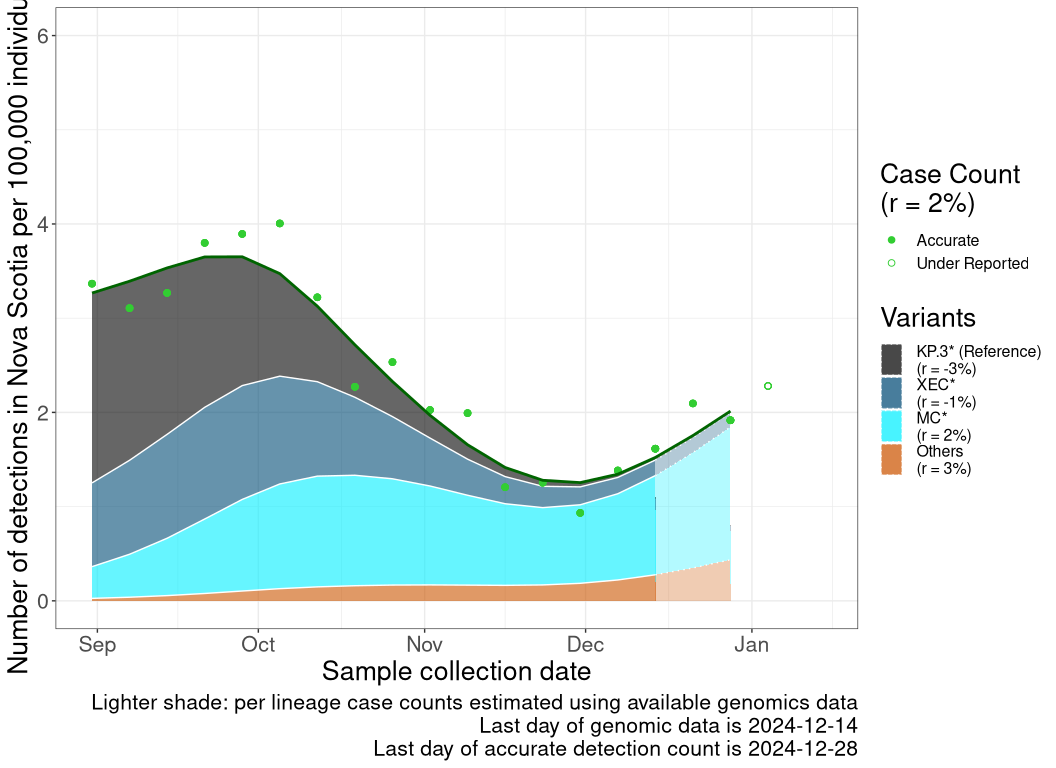 Number of detections in Nova Scotia per 100,000 individu
6
4
2
0
Sep Oct Nov Dec Jan
Sample collection date
Lighter shade: per lineage case counts estimated using available genomics data
Last day of genomic data is 2024-12-14
Last day of accurate detection count is 2024-12-28
Case Count
(r = 2%)
Accurate
Under Reported
Variants
KP.3* (Reference)
(r = -3%)
XEC*
(r = -1%)
MC*
(r = 2%)
Others
(r = 3%)